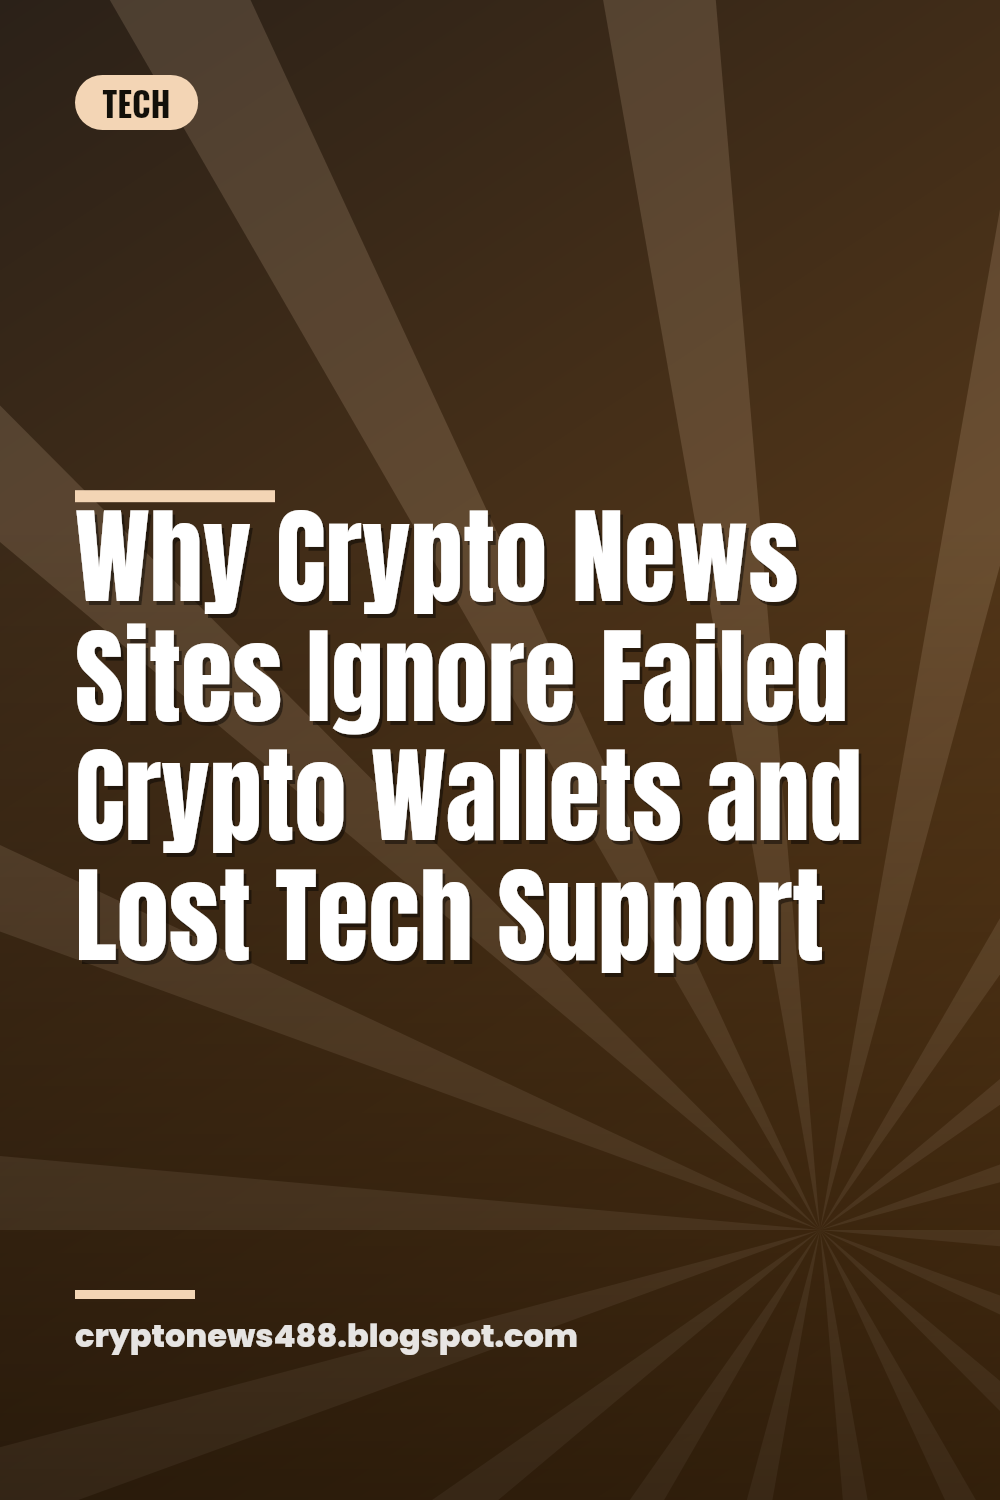 TECH
Why Crypto News
Sites Ignore Failed
Crypto Wallets and
Lost Tech Support
cryptonews488.blogspot.com